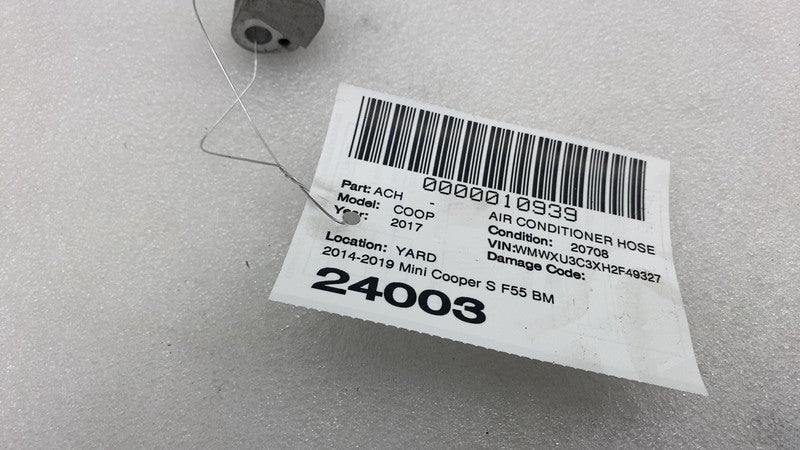 0000010939
Part: ACH - AIR CONDITIONER HOSE
Model: COOP Condition: 20708
Year: 2017 VIN:WMWXU3C3XH2F49327
Damage Code:
Location: YARD
2014-2019 Mini Cooper S F55 BM
24003